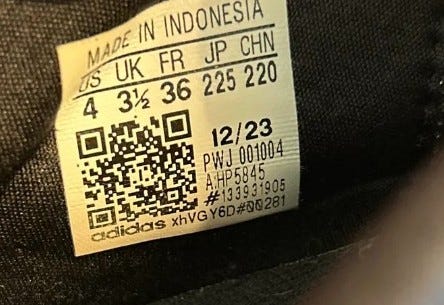 MADE IN INDONESIA
US UK FR JP CHN
4 3½ 36 225 220
12/23
PWJ 001004
A:HP5845
#133931905
adidas xhVGY6D#00281